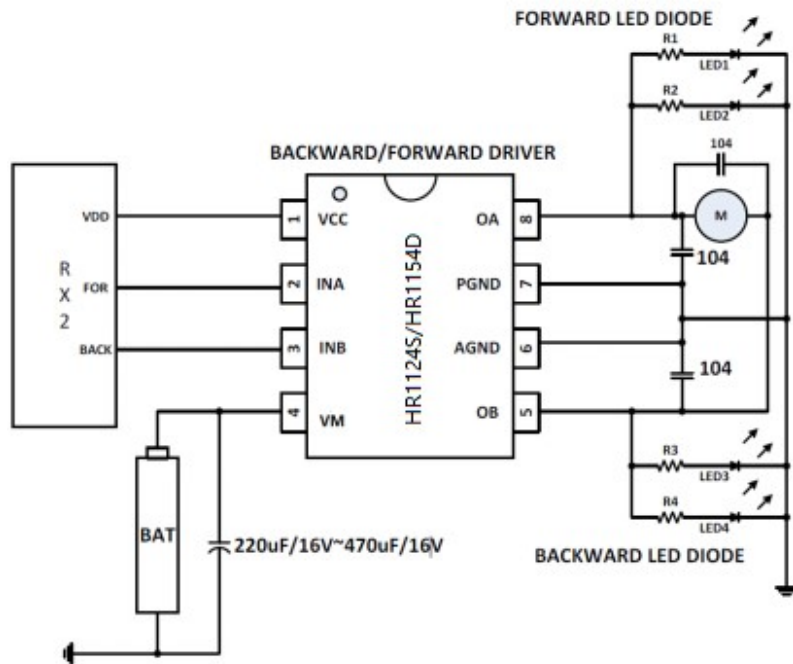 FORWARD LED DIODE
R1
LED1
R2
LED2
BACKWARD/FORWARD DRIVER
104
M
RX2
VDD
FOR
BACK
1
2
3
4
VCC
INA
INB
VM
HR1124S/HR1154D
OA
PGND
AGND
OB
8
7
6
5
104
104
R3
LED3
R4
LED4
BACKWARD LED DIODE
BAT
220uF/16V~470uF/16V